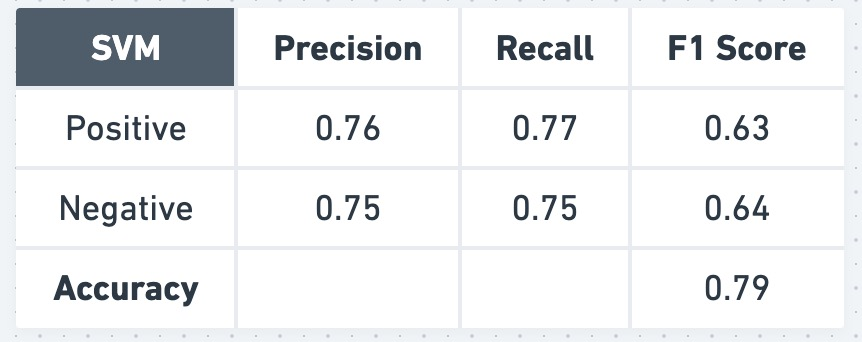 SVM Precision Recall F1 Score
Positive 0.76 0.77 0.63
Negative 0.75 0.75 0.64
Accuracy 0.79